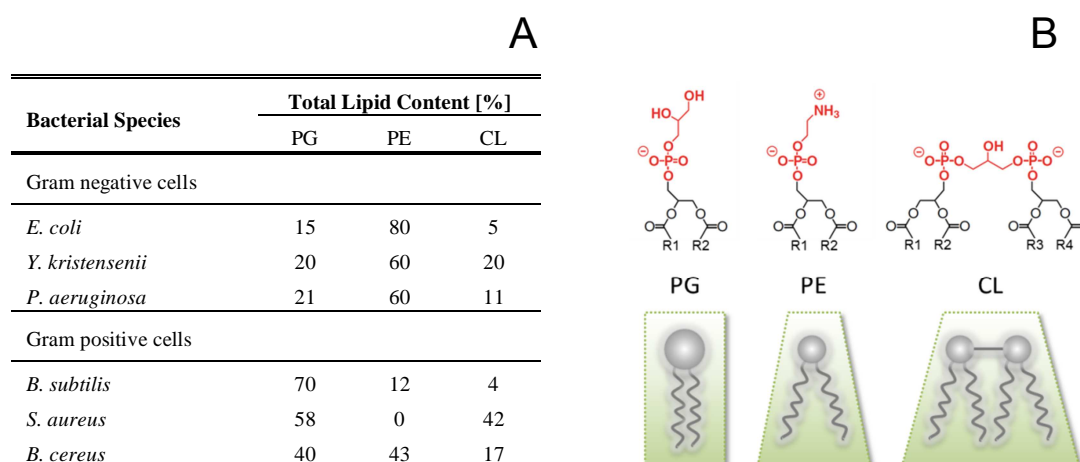 A
Bacterial Species
Total Lipid Content [%]
PG PE CL
Gram negative cells
E. coli 15 80 5
Y. kristensenii 20 60 20
P. aeruginosa 21 60 11
Gram positive cells
B. subtilis 70 12 4
S. aureus 58 0 42
B. cereus 40 43 17
B
OH
HO
⊖ O-P=O
O
O O
O O
R1 R2
⊕
NH₃
O
⊖ O-P=O
O
O O
O O
R1 R2
⊖ O OH O ⊖
O-P-O O-P-O
O O
O O O O
O O O O
R1 R2 R3 R4
PG PE CL